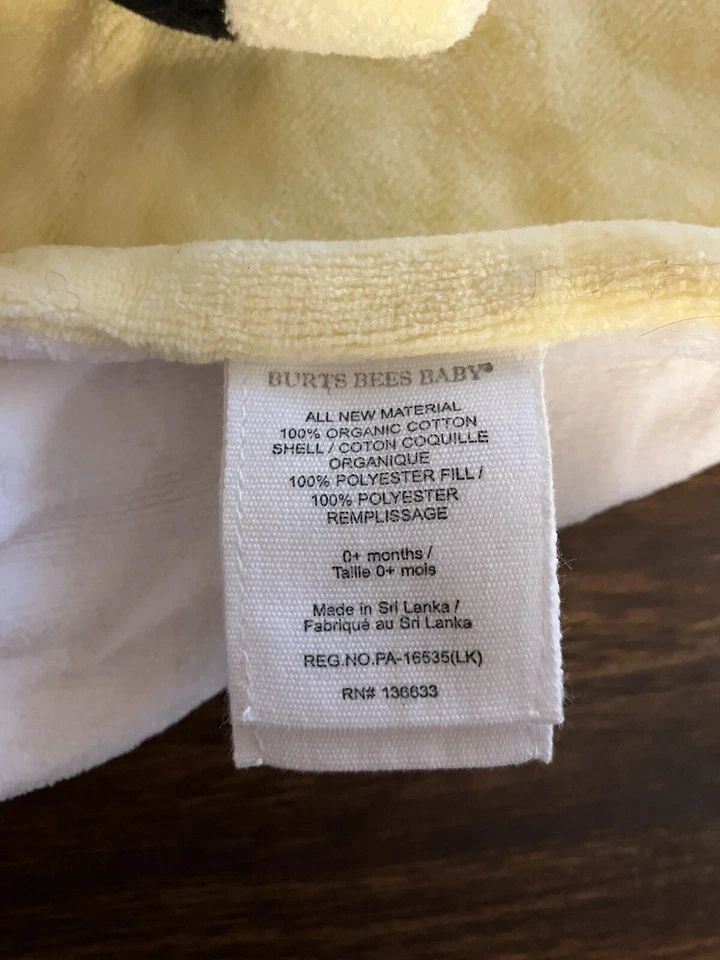 BURTS BEES BABY®
ALL NEW MATERIAL
100% ORGANIC COTTON
SHELL / COTON COQUILLE
ORGANIQUE
100% POLYESTER FILL /
100% POLYESTER
REMPLISSAGE
0+ months /
Taille 0+ mois
Made in Sri Lanka /
Fabriqué au Sri Lanka
REG.NO.PA-16535(LK)
RN# 136633